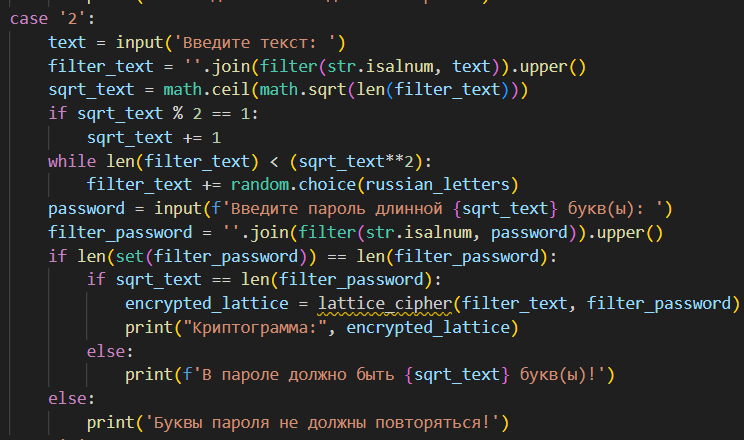 case '2':
text = input('Введите текст: ')
filter_text = ''.join(filter(str.isalnum, text)).upper()
sqrt_text = math.ceil(math.sqrt(len(filter_text)))
if sqrt_text % 2 == 1:
sqrt_text += 1
while len(filter_text) < (sqrt_text**2):
filter_text += random.choice(russian_letters)
password = input(f'Введите пароль длинной {sqrt_text} букв(ы): ')
filter_password = ''.join(filter(str.isalnum, password)).upper()
if len(set(filter_password)) == len(filter_password):
if sqrt_text == len(filter_password):
encrypted_lattice = lattice_cipher(filter_text, filter_password)
print("Криптограмма:", encrypted_lattice)
else:
print(f'В пароле должно быть {sqrt_text} букв(ы)!')
else:
print('Буквы пароля не должны повторяться!')